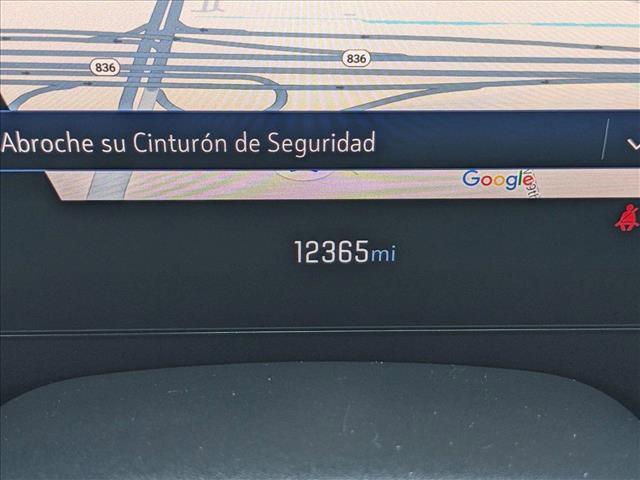 836
836
Abroche su Cinturón de Seguridad
Google
12365mi